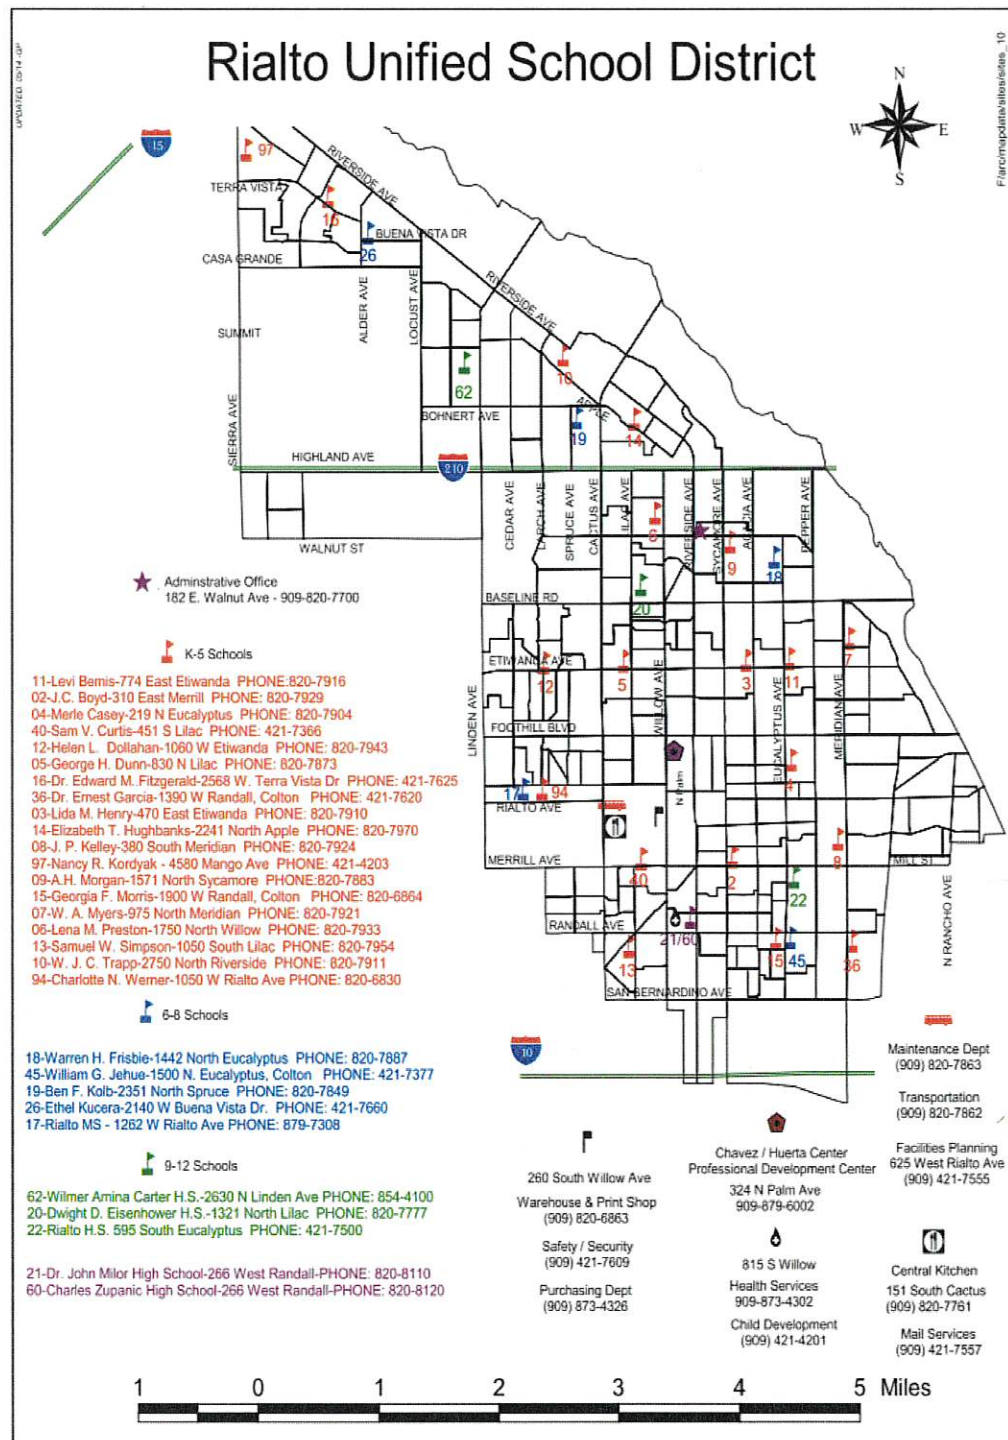 Rialto Unified School District
UPDATED 05/14 -GP
F/arc/mapdata/sites/sites_10
N
W
E
S
15
97
RIVERSIDE AVE
TERRA VISTA
16
BUENA VISTA DR
26
CASA GRANDE
RIVERSIDE AVE
ALDER AVE
LOCUST AVE
SUMMIT
10
62
APPLE
BOHNERT AVE
19
14
SIERRA AVE
HIGHLAND AVE
210
CEDAR AVE
LARCH AVE
SPRUCE AVE
CACTUS AVE
LILAC AVE
RIVERSIDE AVE
SYCAMORE AVE
ACACIA AVE
PEPPER AVE
6
WALNUT ST
9
18
Adminstrative Office
182 E. Walnut Ave - 909-820-7700
BASELINE RD
20
K-5 Schools
ETIWANDA AVE
12
5
3
11
7
LINDEN AVE
WILLOW AVE
EUCALYPTUS AVE
MERIDIAN AVE
FOOTHILL BLVD
N Palm
4
17
94
RIALTO AVE
8
MERRILL AVE
MILL ST
40
2
22
N RANCHO AVE
RANDALL AVE
21/60
13
15
45
36
SAN BERNARDINO AVE
10
11-Levi Bemis-774 East Etiwanda PHONE:820-7916
02-J.C. Boyd-310 East Merrill PHONE: 820-7929
04-Merle Casey-219 N Eucalyptus PHONE: 820-7904
40-Sam V. Curtis-451 S Lilac PHONE: 421-7366
12-Helen L. Dollahan-1060 W Etiwanda PHONE: 820-7943
05-George H. Dunn-830 N Lilac PHONE: 820-7873
16-Dr. Edward M. Fitzgerald-2568 W. Terra Vista Dr PHONE: 421-7625
36-Dr. Ernest Garcia-1390 W Randall, Colton PHONE: 421-7620
03-Lida M. Henry-470 East Etiwanda PHONE: 820-7910
14-Elizabeth T. Hughbanks-2241 North Apple PHONE: 820-7970
08-J. P. Kelley-380 South Meridian PHONE: 820-7924
97-Nancy R. Kordyak - 4580 Mango Ave PHONE: 421-4203
09-A.H. Morgan-1571 North Sycamore PHONE:820-7883
15-Georgia F. Morris-1900 W Randall, Colton PHONE: 820-6864
07-W. A. Myers-975 North Meridian PHONE: 820-7921
06-Lena M. Preston-1750 North Willow PHONE: 820-7933
13-Samuel W. Simpson-1050 South Lilac PHONE: 820-7954
10-W. J. C. Trapp-2750 North Riverside PHONE: 820-7911
94-Charlotte N. Werner-1050 W Rialto Ave PHONE: 820-6830
6-8 Schools
18-Warren H. Frisbie-1442 North Eucalyptus PHONE: 820-7887
45-William G. Jehue-1500 N. Eucalyptus, Colton PHONE: 421-7377
19-Ben F. Kolb-2351 North Spruce PHONE: 820-7849
26-Ethel Kucera-2140 W Buena Vista Dr. PHONE: 421-7660
17-Rialto MS - 1262 W Rialto Ave PHONE: 879-7308
9-12 Schools
62-Wilmer Amina Carter H.S.-2630 N Linden Ave PHONE: 854-4100
20-Dwight D. Eisenhower H.S.-1321 North Lilac PHONE: 820-7777
22-Rialto H.S. 595 South Eucalyptus PHONE: 421-7500
21-Dr. John Milor High School-266 West Randall-PHONE: 820-8110
60-Charles Zupanic High School-266 West Randall-PHONE: 820-8120
260 South Willow Ave
Warehouse & Print Shop
(909) 820-6863
Safety / Security
(909) 421-7609
Purchasing Dept
(909) 873-4326
Chavez / Huerta Center
Professional Development Center
324 N Palm Ave
909-879-6002
815 S Willow
Health Services
909-873-4302
Child Development
(909) 421-4201
Maintenance Dept
(909) 820-7863
Transportation
(909) 820-7862
Facilities Planning
625 West Rialto Ave
(909) 421-7555
Central Kitchen
151 South Cactus
(909) 820-7761
Mail Services
(909) 421-7557
1 0 1 2 3 4 5 Miles